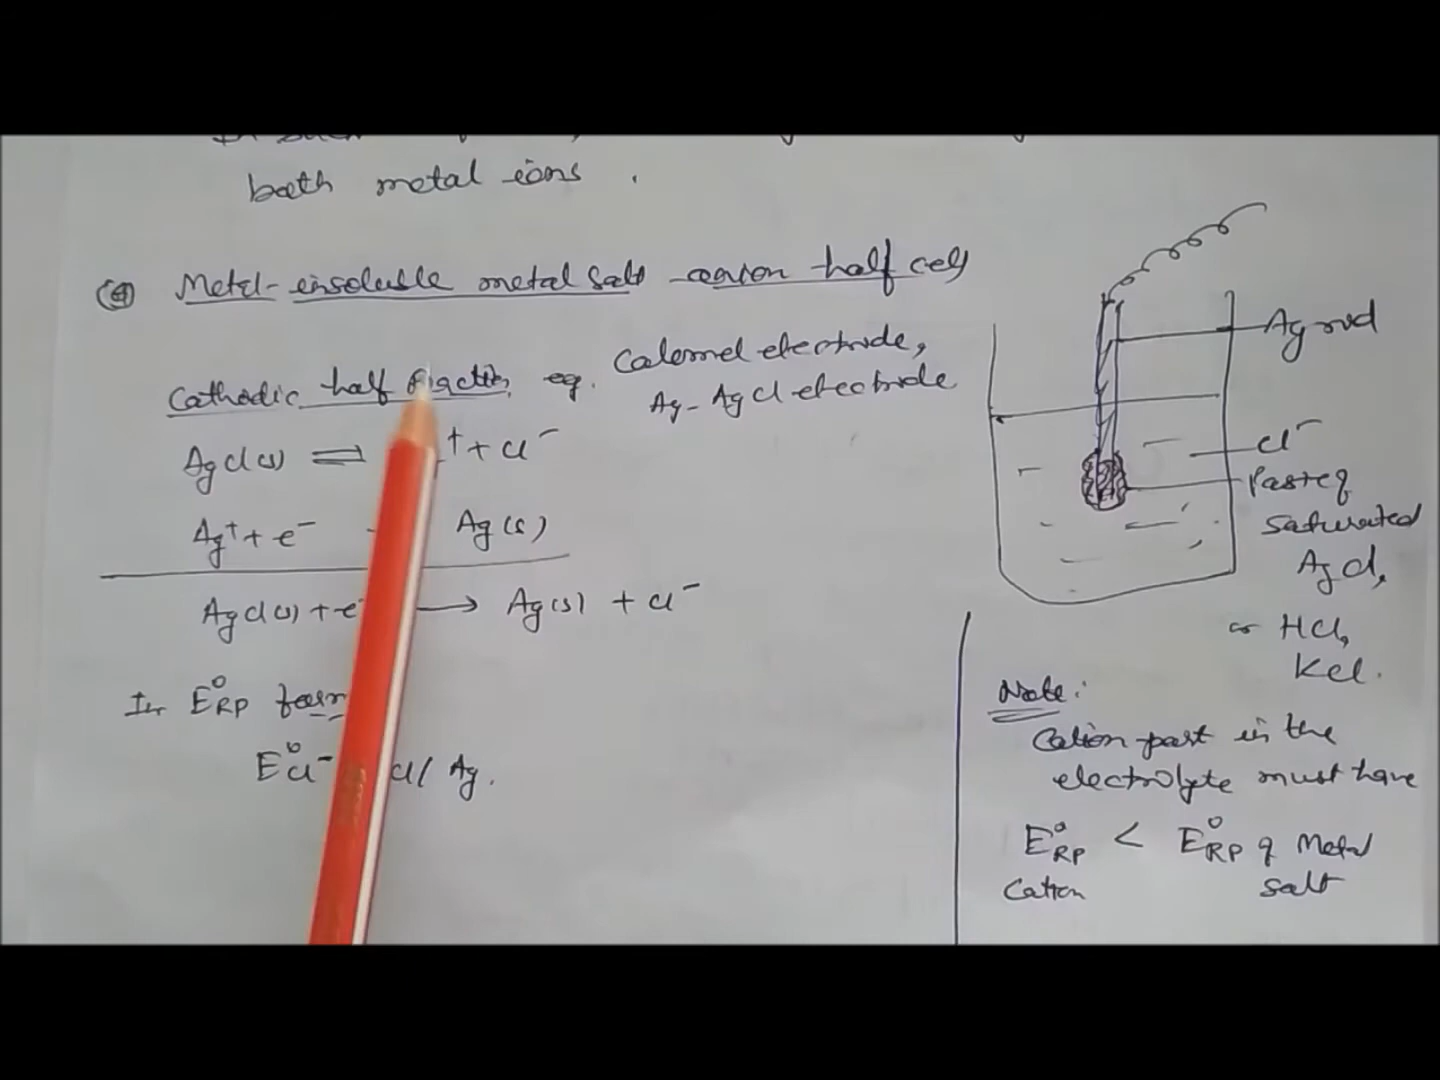 both metal ions .
(4) Metal-insoluble metal salt -anion half cell
Cathodic half eg. Calomel electrode,
Ag - AgCl electrode
AgCl(s) ⇌ + + Cl⁻
Ag⁺ + e⁻ Ag(s)
AgCl(s) + e → Ag(s) + Cl⁻
In E°RP form
E°Cl⁻ Cl/ Ag.
Ag rod
Cl⁻
Paste of
saturated
AgCl,
or HCl,
KCl.
Note:
Cation part in the
electrolyte must have
E°RP < E°RP of Metal
Cation salt